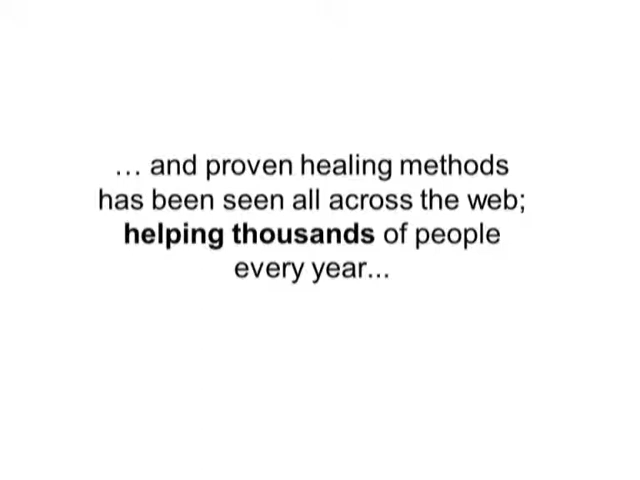 … and proven healing methods
has been seen all across the web;
helping thousands of people
every year...